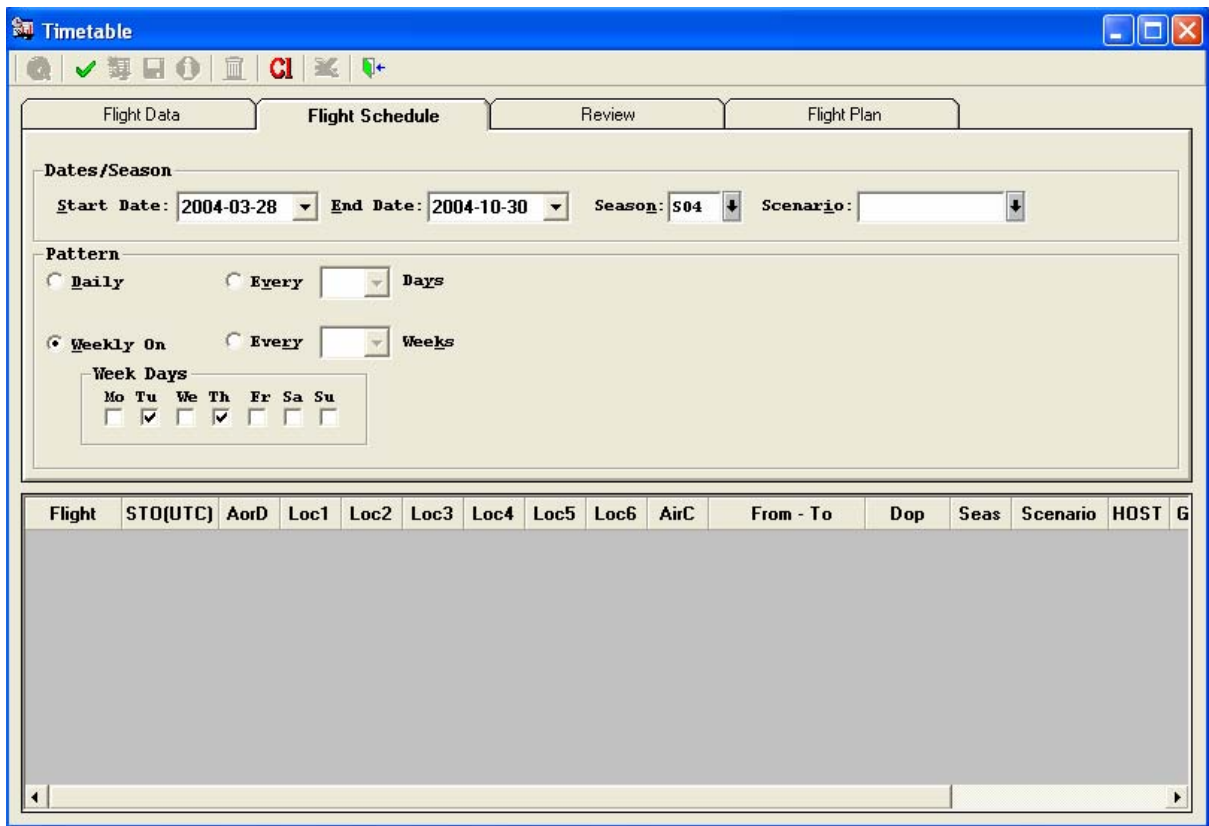 Timetable
CI
Flight Data Flight Schedule Review Flight Plan
Dates/Season
Start Date: 2004-03-28 End Date: 2004-10-30 Season: S04 Scenario:
Pattern
Daily Every Days
Weekly On Every Weeks
Week Days
Mo Tu We Th Fr Sa Su
Flight STO(UTC) AorD Loc1 Loc2 Loc3 Loc4 Loc5 Loc6 AirC From - To Dop Seas Scenario HOST G